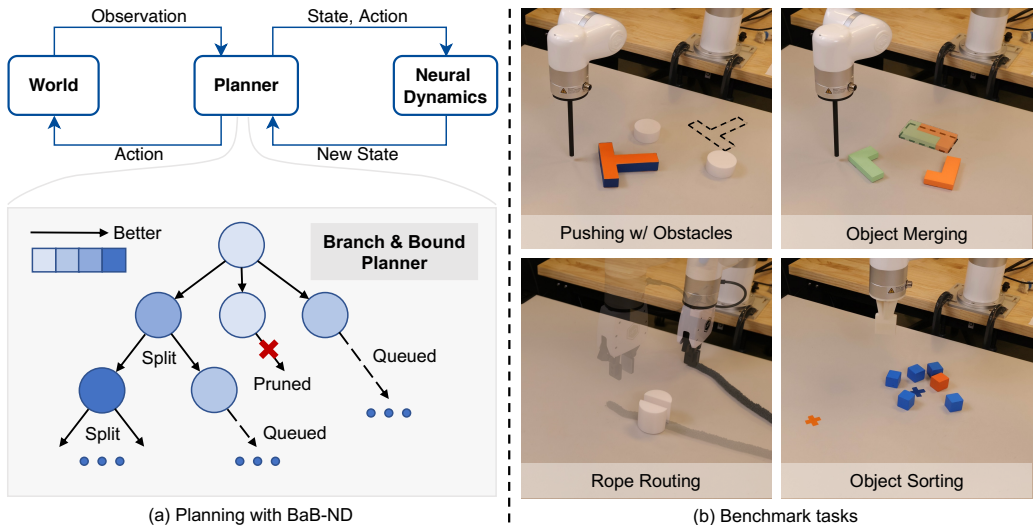 Observation
State, Action
World
Planner
Neural
Dynamics
Action
New State
Better
Branch & Bound
Planner
Split
Pruned
Queued
Split
Queued
(a) Planning with BaB-ND
Pushing w/ Obstacles
Object Merging
Rope Routing
Object Sorting
(b) Benchmark tasks